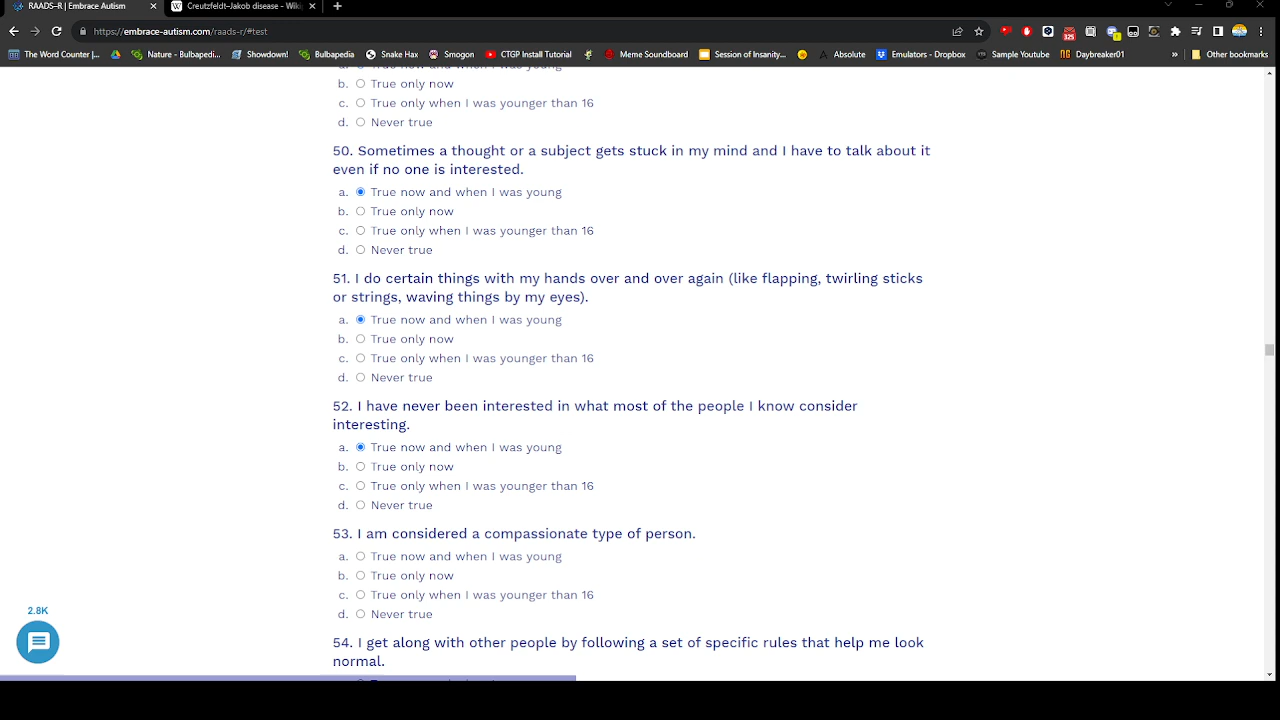 RAADS–R | Embrace Autism
Creutzfeldt–Jakob disease - Wiki
https://embrace-autism.com/raads-r/#test
The Word Counter |...
Nature - Bulbapedi...
Showdown!
Bulbapedia
Snake Hax
Smogon
CTGP Install Tutorial
Meme Soundboard
Session of Insanity...
Absolute
Emulators - Dropbox
Sample Youtube
Daybreaker01
»
Other bookmarks
325
a. True now and when I was young
b. True only now
c. True only when I was younger than 16
d. Never true
50. Sometimes a thought or a subject gets stuck in my mind and I have to talk about it
even if no one is interested.
a. True now and when I was young
b. True only now
c. True only when I was younger than 16
d. Never true
51. I do certain things with my hands over and over again (like flapping, twirling sticks
or strings, waving things by my eyes).
a. True now and when I was young
b. True only now
c. True only when I was younger than 16
d. Never true
52. I have never been interested in what most of the people I know consider
interesting.
a. True now and when I was young
b. True only now
c. True only when I was younger than 16
d. Never true
53. I am considered a compassionate type of person.
a. True now and when I was young
b. True only now
c. True only when I was younger than 16
d. Never true
2.8K
54. I get along with other people by following a set of specific rules that help me look
normal.